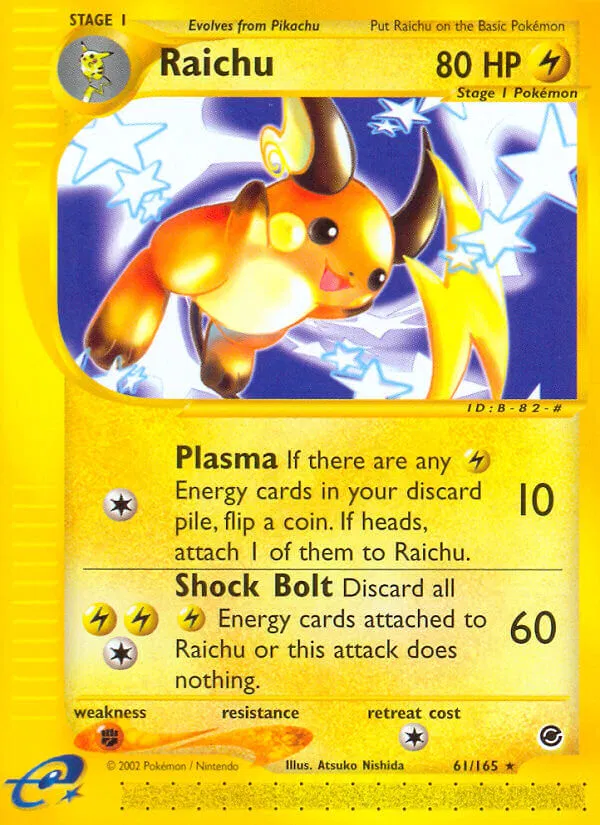 STAGE 1
Evolves from Pikachu
Put Raichu on the Basic Pokémon
Raichu
80 HP
Stage 1 Pokémon
ID:B-82-#
Plasma If there are any
Energy cards in your discard
pile, flip a coin. If heads,
attach 1 of them to Raichu.
10
Shock Bolt Discard all
Energy cards attached to
Raichu or this attack does
nothing.
60
weakness
resistance
retreat cost
© 2002 Pokémon / Nintendo
Illus. Atsuko Nishida
61/165 ★
e